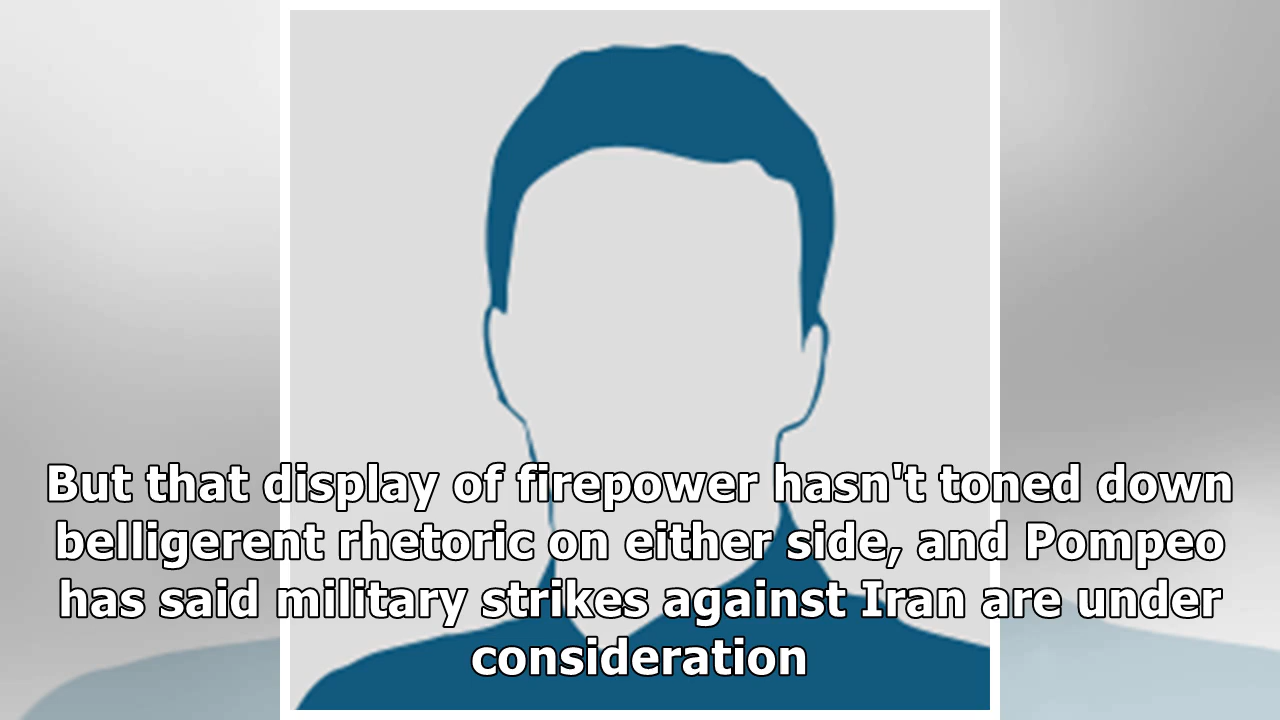 But that display of firepower hasn't toned down
belligerent rhetoric on either side, and Pompeo
has said military strikes against Iran are under
consideration